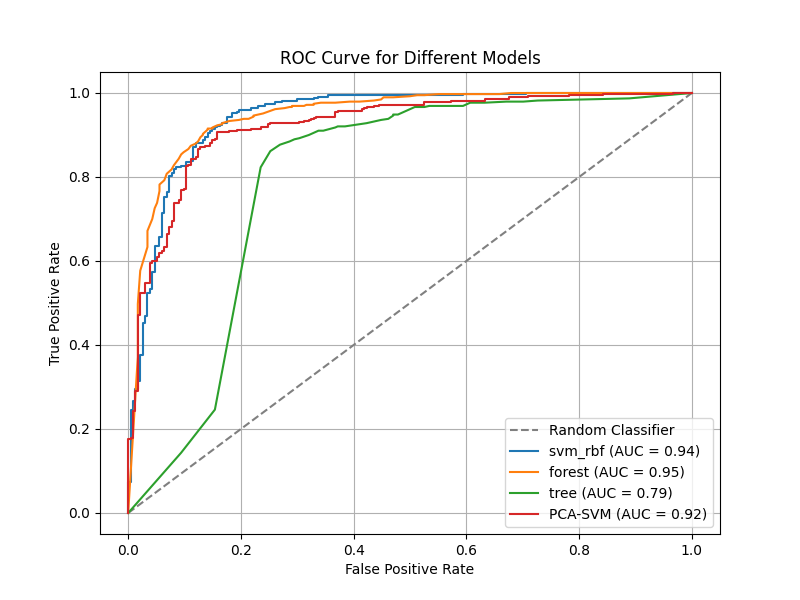 ROC Curve for Different Models
True Positive Rate
1.0
0.8
0.6
0.4
0.2
0.0
Random Classifier
svm_rbf (AUC = 0.94)
forest (AUC = 0.95)
tree (AUC = 0.79)
PCA-SVM (AUC = 0.92)
0.0 0.2 0.4 0.6 0.8 1.0
False Positive Rate